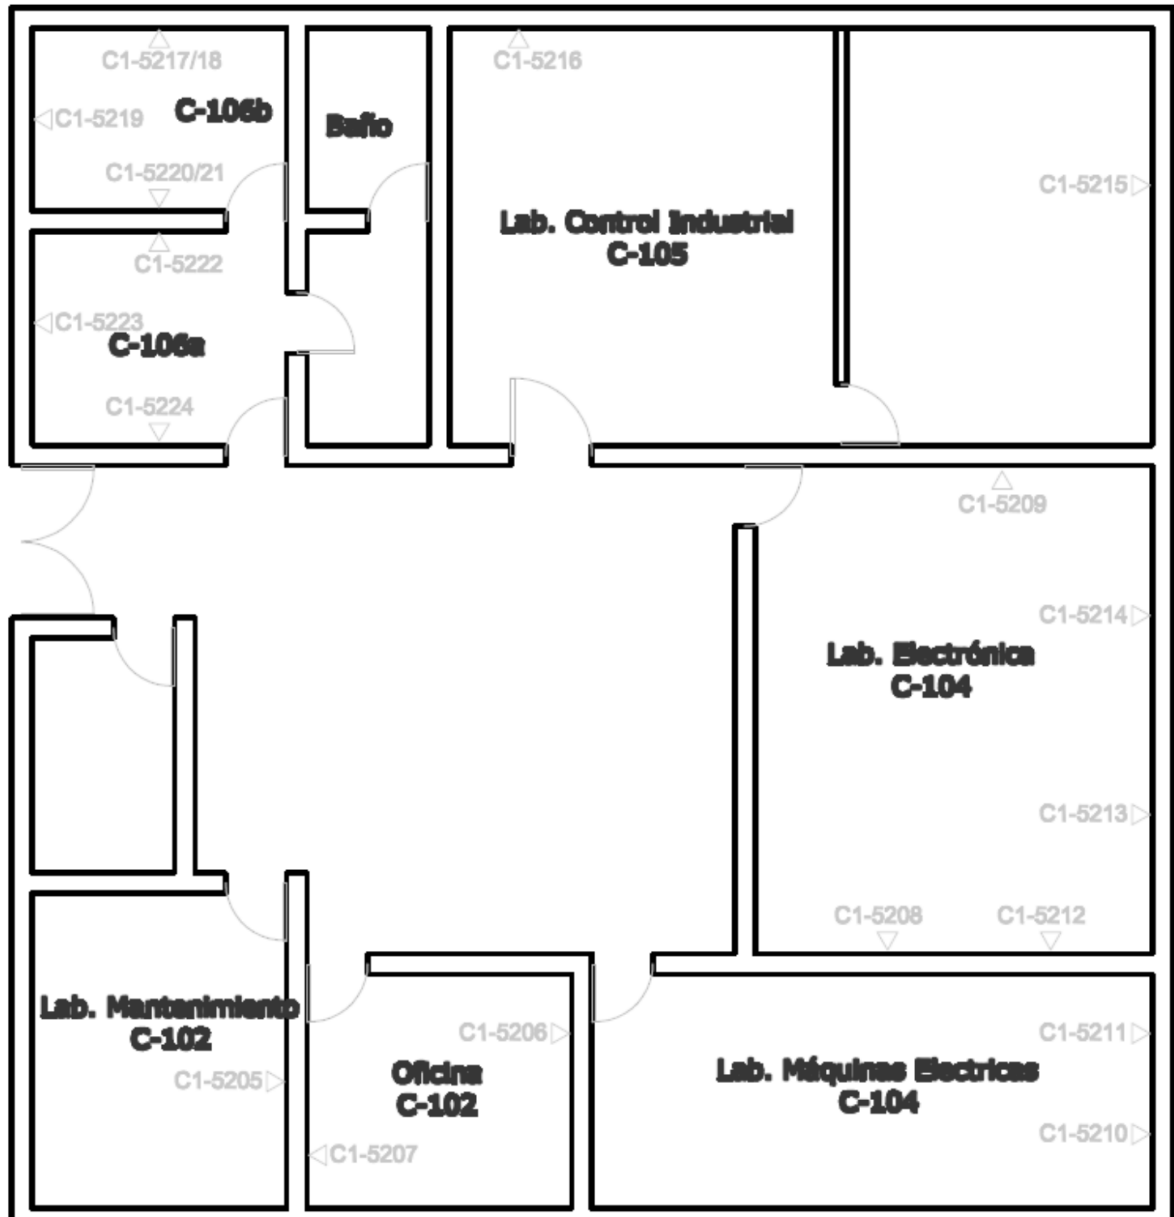 C1-5217/18
C1-5219
C-106b
C1-5220/21
Baño
C1-5216
C1-5215
Lab. Control Industrial
C-105
C1-5222
C1-5223
C-106a
C1-5224
C1-5209
C1-5214
Lab. Electrónica
C-104
C1-5213
C1-5208
C1-5212
Lab. Mantenimiento
C-102
C1-5205
C1-5206
Oficina
C-102
C1-5207
C1-5211
Lab. Máquinas Electricas
C-104
C1-5210